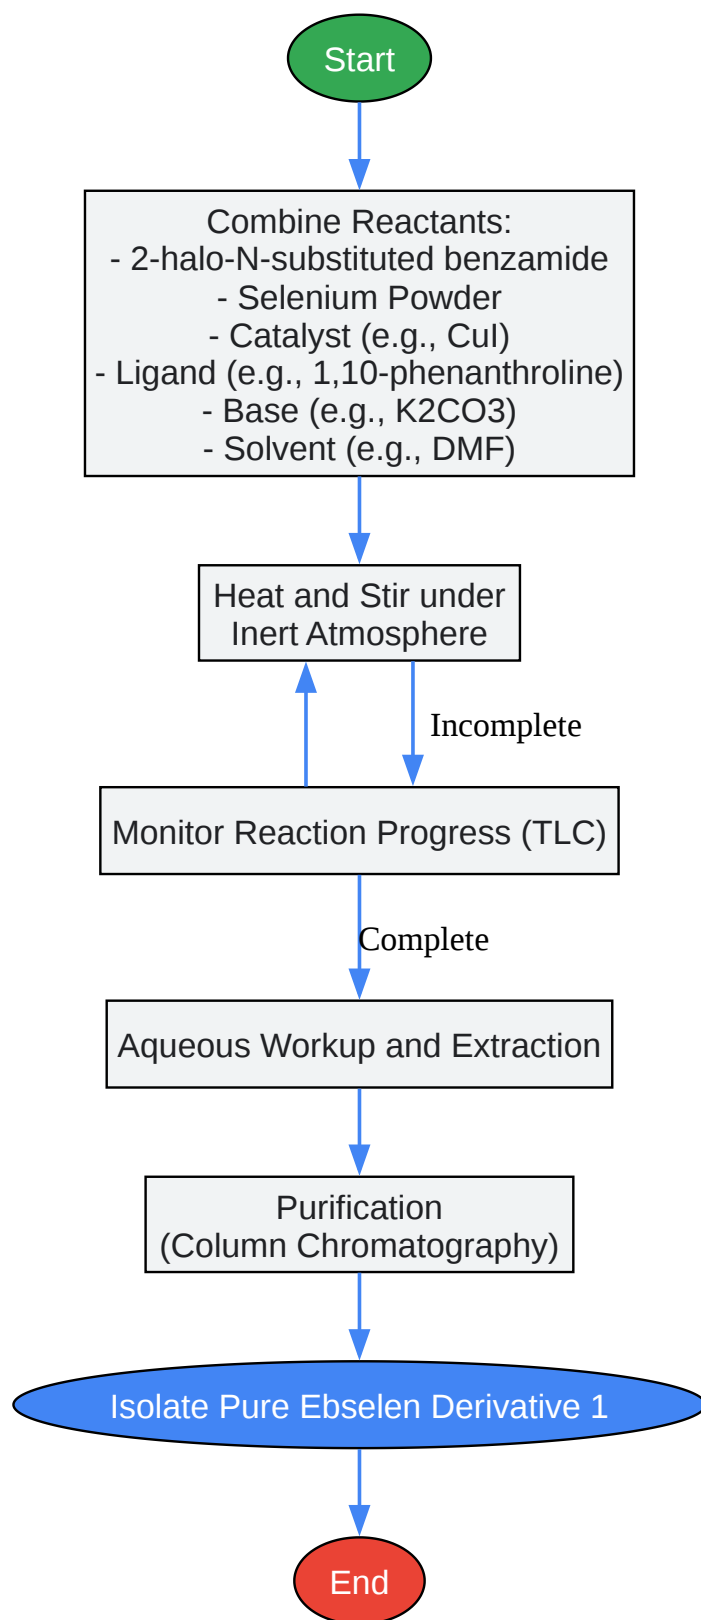 Start
Combine Reactants:
- 2-halo-N-substituted benzamide
- Selenium Powder
- Catalyst (e.g., CuI)
- Ligand (e.g., 1,10-phenanthroline)
- Base (e.g., K2CO3)
- Solvent (e.g., DMF)
Heat and Stir under
Inert Atmosphere
Incomplete
Monitor Reaction Progress (TLC)
Complete
Aqueous Workup and Extraction
Purification
(Column Chromatography)
Isolate Pure Ebselen Derivative 1
End